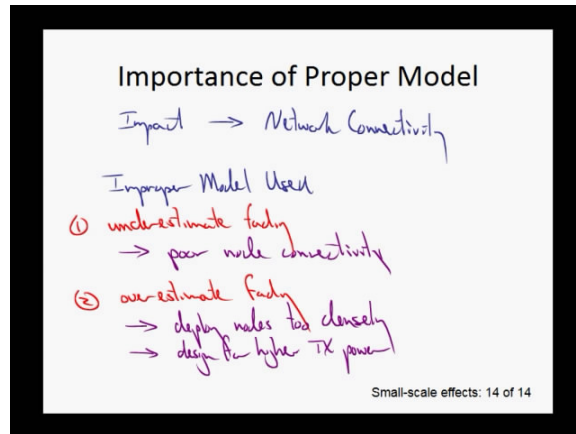 Importance of Proper Model
Impact → Network Connectivity
Improper Model Used
① underestimate fading
→ poor node connectivity
② over-estimate fading
→ deploy nodes too densely
→ design for higher TX power
Small-scale effects: 14 of 14